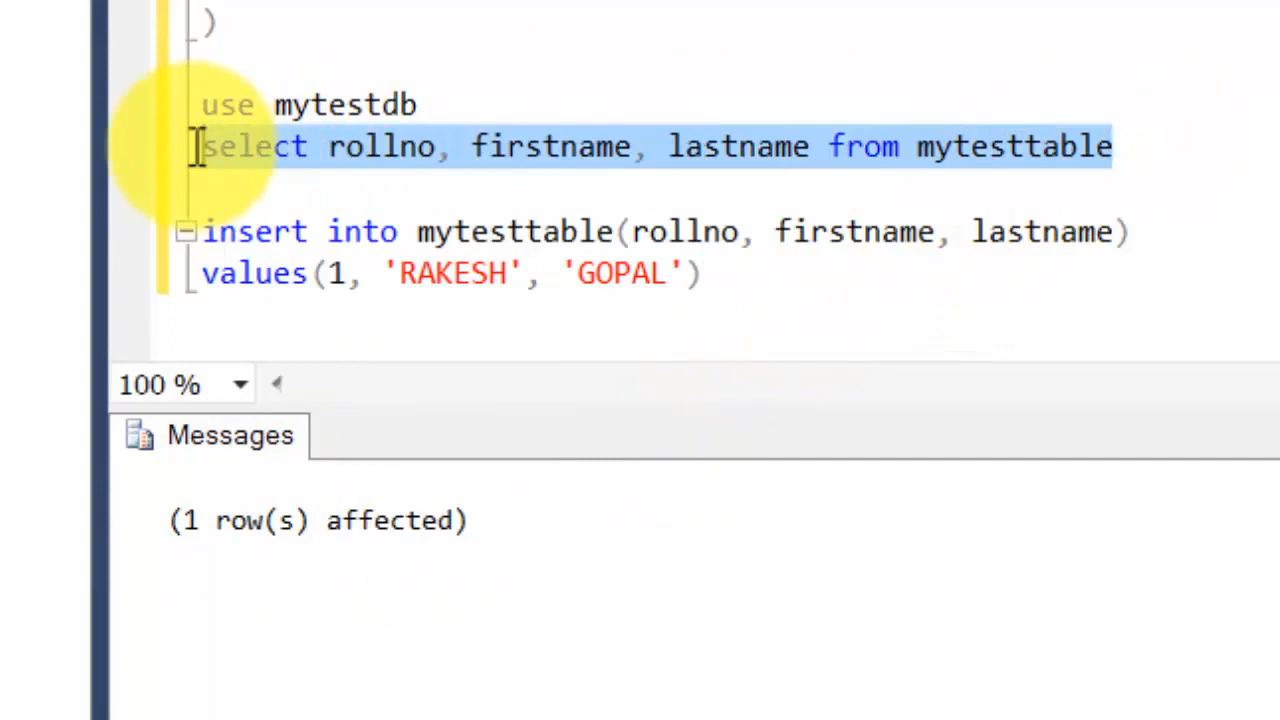 )
use mytestdb
select rollno, firstname, lastname from mytesttable
insert into mytesttable(rollno, firstname, lastname)
values(1, 'RAKESH', 'GOPAL')
100 %
Messages
(1 row(s) affected)